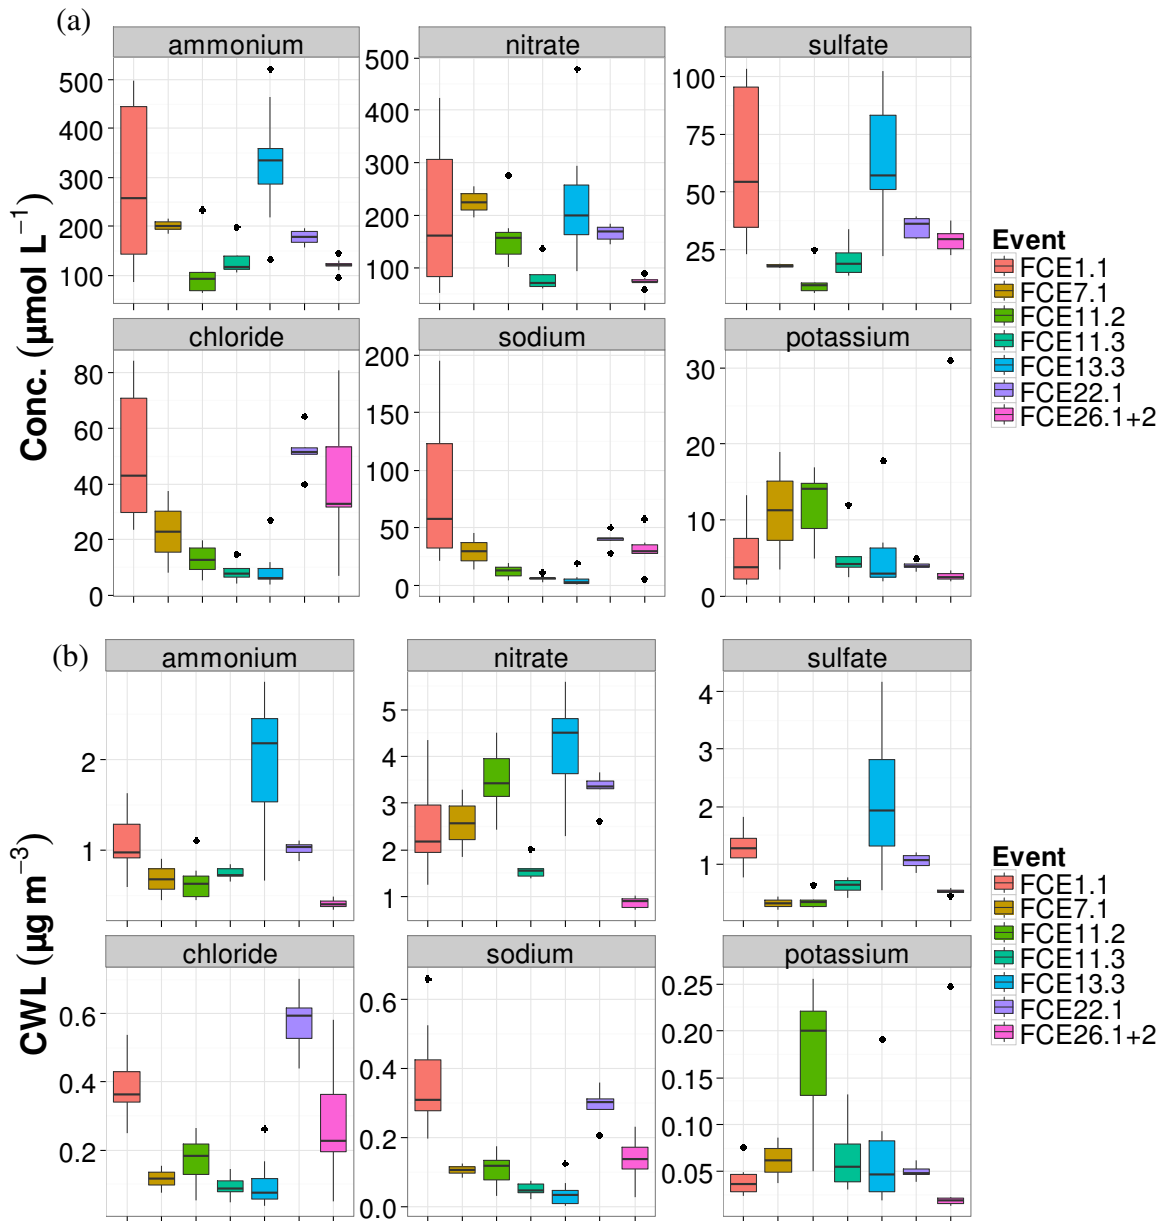 (a)
ammonium
nitrate
sulfate
500
400
300
200
100
500
400
300
200
100
100
75
50
25
chloride
sodium
potassium
80
60
40
20
0
200
150
100
50
0
30
20
10
0
Conc. (µmol L−1)
Event
FCE1.1
FCE7.1
FCE11.2
FCE11.3
FCE13.3
FCE22.1
FCE26.1+2
(b)
ammonium
nitrate
sulfate
2
1
5
4
3
2
1
4
3
2
1
chloride
sodium
potassium
0.6
0.4
0.2
0.6
0.4
0.2
0.0
0.25
0.20
0.15
0.10
0.05
CWL (µg m−3)
Event
FCE1.1
FCE7.1
FCE11.2
FCE11.3
FCE13.3
FCE22.1
FCE26.1+2